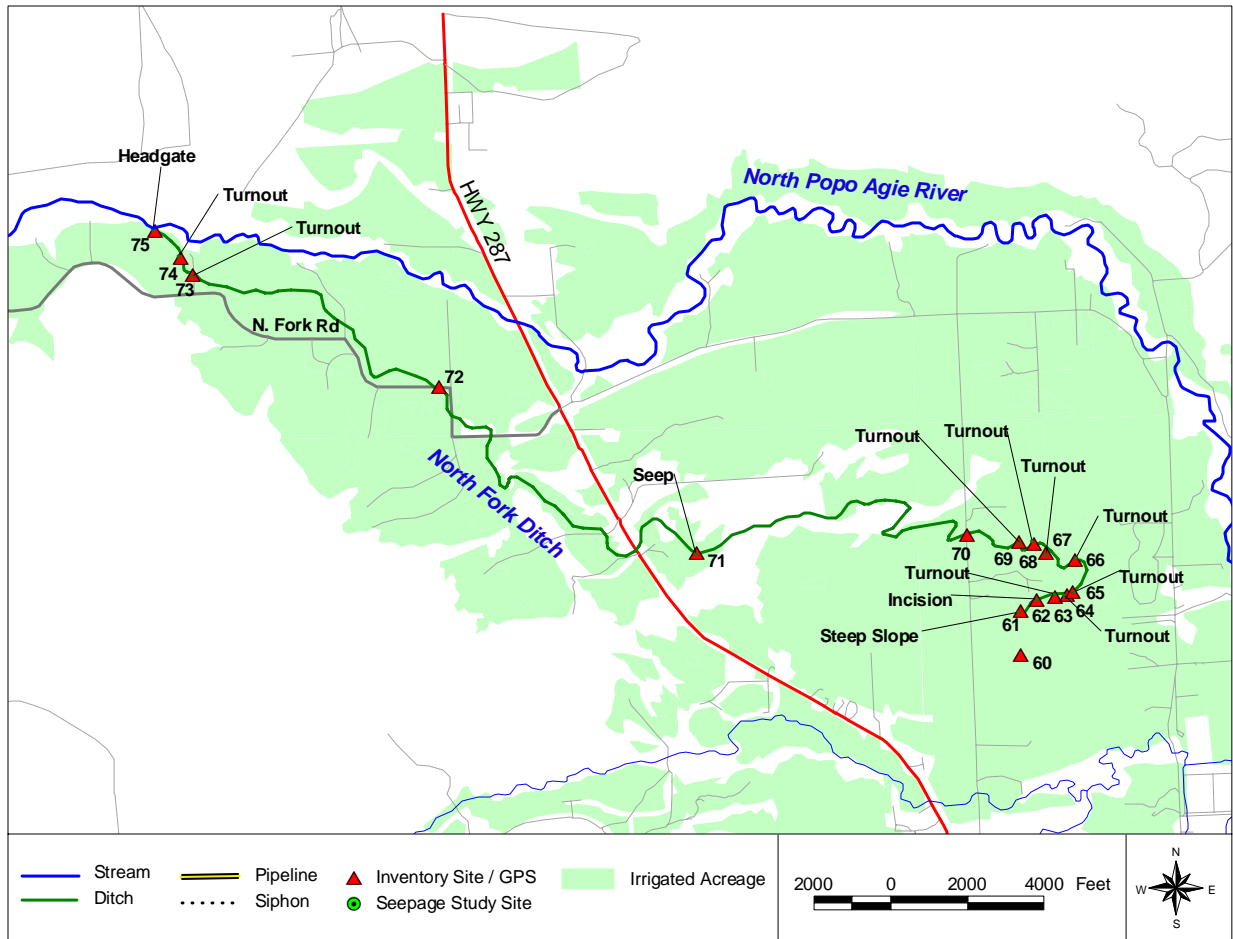 Headgate
Turnout
Turnout
75
74
73
HWY 287
North Popo Agie River
N. Fork Rd
72
North Fork Ditch
Seep
71
Turnout
Turnout
Turnout
Turnout
70
69
68
67
66
Turnout
Turnout
Incision
65
64
63
62
61
Steep Slope
Turnout
60
Stream
Ditch
Pipeline
Siphon
Inventory Site / GPS
Seepage Study Site
Irrigated Acreage
2000 0 2000 4000 Feet
N
W E
S